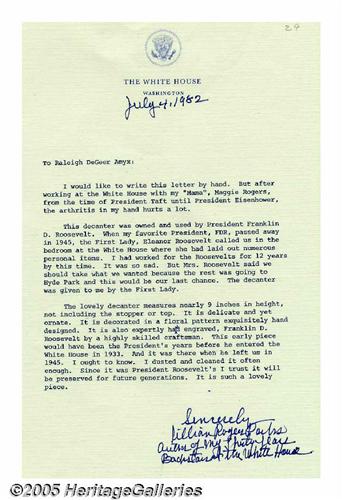 29
THE WHITE HOUSE
WASHINGTON
July 4, 1982
To Raleigh DeGeer Amyx:
I would like to write this letter by hand. But after
working at the White House with my "Mama", Maggie Rogers,
from the time of President Taft until President Eisenhower,
the arthritis in my hand hurts a lot.
This decanter was owned and used by President Franklin
D. Roosevelt. When my favorite President, FDR, passed away
in 1945, the First Lady, Eleanor Roosevelt called us in the
bedroom at the White House where she had laid out numerous
personal items. I had worked for the Roosevelts for 12 years
by this time. It was so sad. But Mrs. Roosevelt said we
should take what we wanted because the rest was going to
Hyde Park and this would be our last chance. The decanter
was given to me by the First Lady.
The lovely decanter measures nearly 9 inches in height,
not including the stopper or top. It is delicate and yet
ornate. It is decorated in a floral pattern exquisitely hand
designed. It is also expertly han engraved, Franklin D.
Roosevelt by a highly skilled craftsman. This early piece
would have been the President's years before he entered the
White House in 1933. And it was there when he left us in
1945. I ought to know. I dusted and cleaned it often
enough. Since it was President Roosevelt's I trust it will
be preserved for future generations. It is such a lovely
piece.
Sincerely
Lillian Rogers Parks
Author of My Thirty Years
Backstairs at The White House
©2005 HeritageGalleries